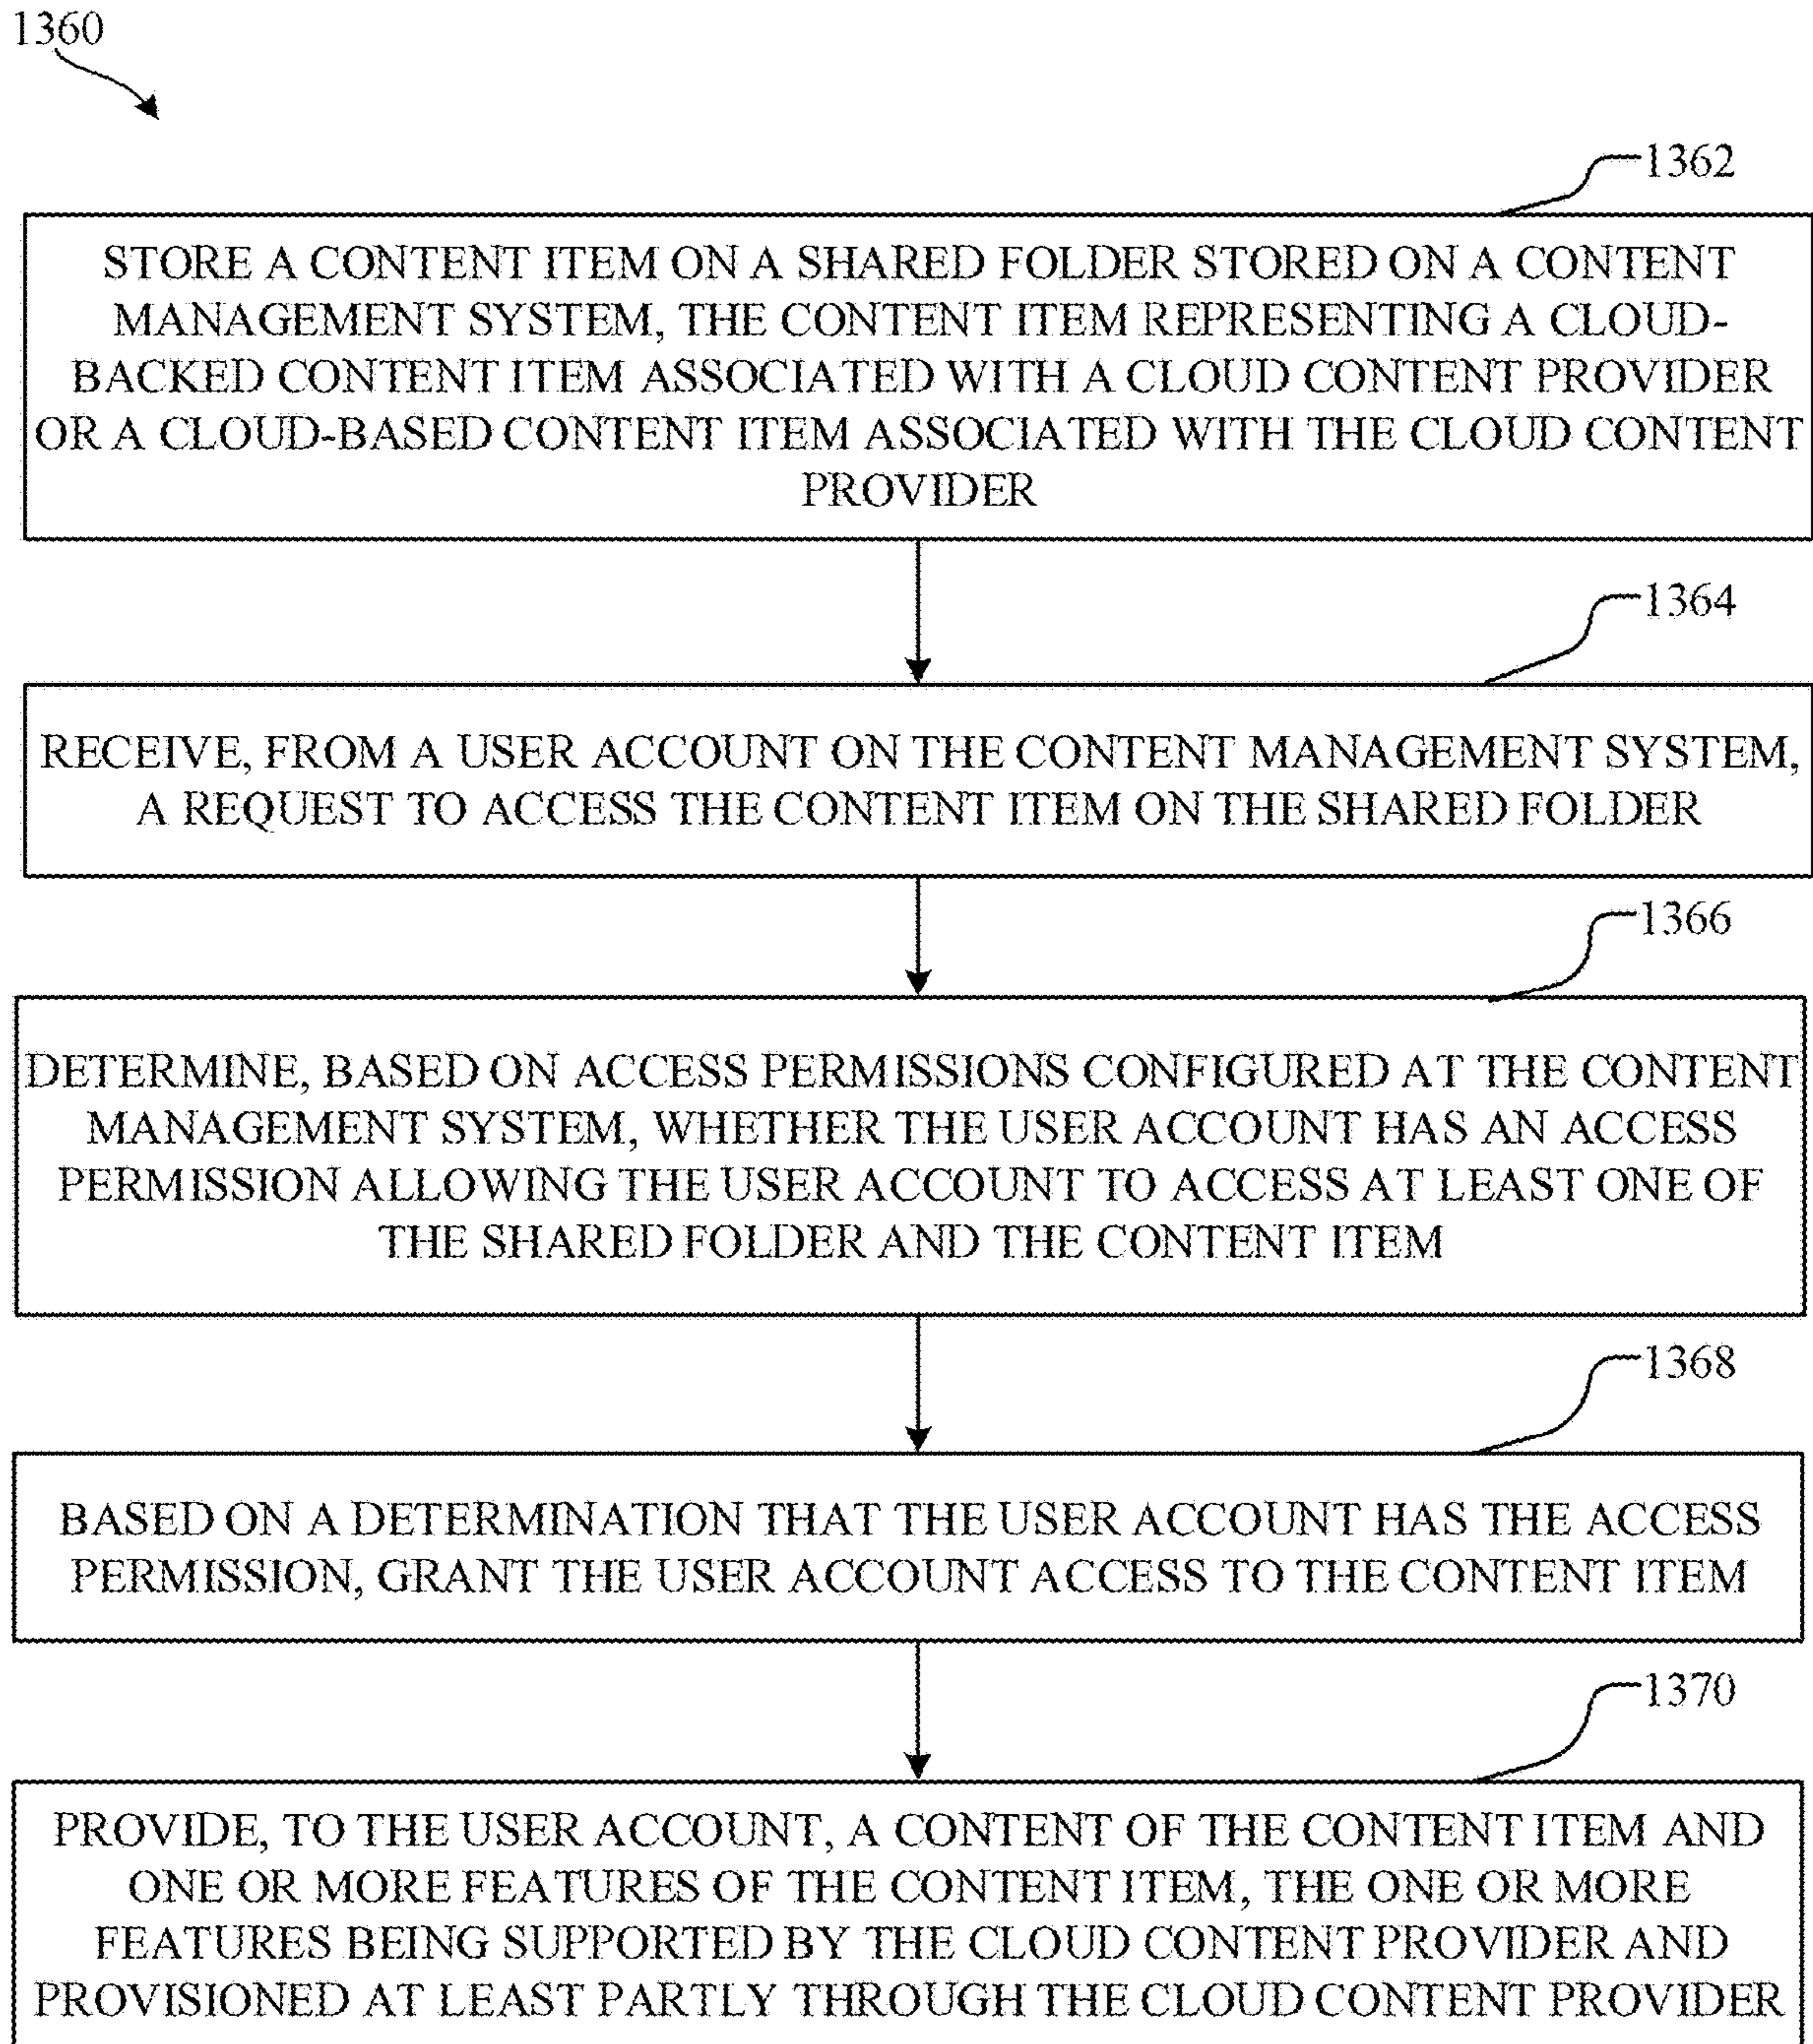 1360
1362
STORE A CONTENT ITEM ON A SHARED FOLDER STORED ON A CONTENT
MANAGEMENT SYSTEM, THE CONTENT ITEM REPRESENTING A CLOUD-
BACKED CONTENT ITEM ASSOCIATED WITH A CLOUD CONTENT PROVIDER
OR A CLOUD-BASED CONTENT ITEM ASSOCIATED WITH THE CLOUD CONTENT
PROVIDER
1364
RECEIVE, FROM A USER ACCOUNT ON THE CONTENT MANAGEMENT SYSTEM,
A REQUEST TO ACCESS THE CONTENT ITEM ON THE SHARED FOLDER
1366
DETERMINE, BASED ON ACCESS PERMISSIONS CONFIGURED AT THE CONTENT
MANAGEMENT SYSTEM, WHETHER THE USER ACCOUNT HAS AN ACCESS
PERMISSION ALLOWING THE USER ACCOUNT TO ACCESS AT LEAST ONE OF
THE SHARED FOLDER AND THE CONTENT ITEM
1368
BASED ON A DETERMINATION THAT THE USER ACCOUNT HAS THE ACCESS
PERMISSION, GRANT THE USER ACCOUNT ACCESS TO THE CONTENT ITEM
1370
PROVIDE, TO THE USER ACCOUNT, A CONTENT OF THE CONTENT ITEM AND
ONE OR MORE FEATURES OF THE CONTENT ITEM, THE ONE OR MORE
FEATURES BEING SUPPORTED BY THE CLOUD CONTENT PROVIDER AND
PROVISIONED AT LEAST PARTLY THROUGH THE CLOUD CONTENT PROVIDER